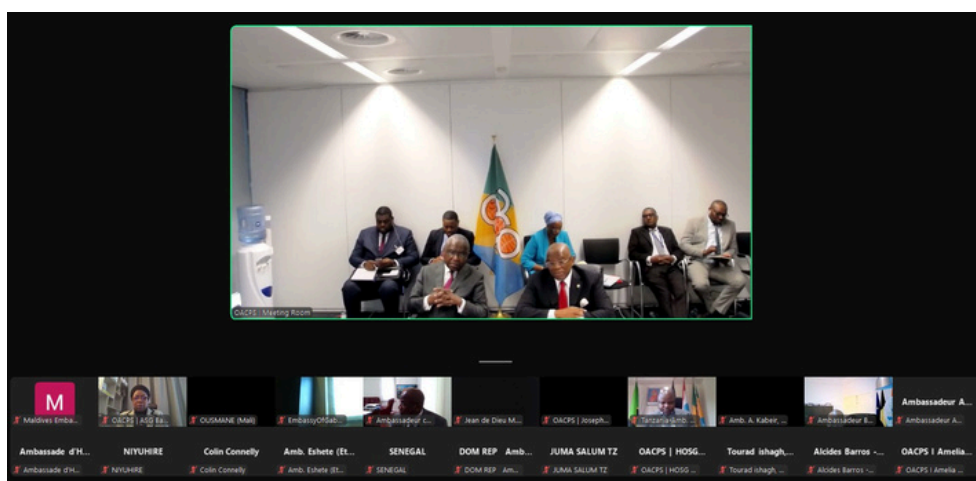 OACPS | Meeting Room
Ambassador A...
M
Maldives Emba...
OACPS | ASG Ea...
OUSMANE (Mali)
EmbassyOfGab...
Ambassadeur c...
Jean de Dieu M...
OACPS | Joseph...
Amb. A. Kabeir, ...
Ambassadeur B...
Ambassadeur A...
Ambassade d'H...
NIYUHIRE
Colin Connelly
Amb. Eshete (Et...
SENEGAL
DOM REP Amb...
JUMA SALUM TZ
OACPS | HOSG...
Tourad ishagh,...
Alcides Barros -...
OACPS | Amelia...
Ambassade d'H...
NIYUHIRE
Colin Connelly
Amb. Eshete (Et...
SENEGAL
DOM REP Am...
JUMA SALUM TZ
OACPS | HOSG ...
Tourad ishagh, ...
Alcides Barros -...
OACPS | Amelia ...